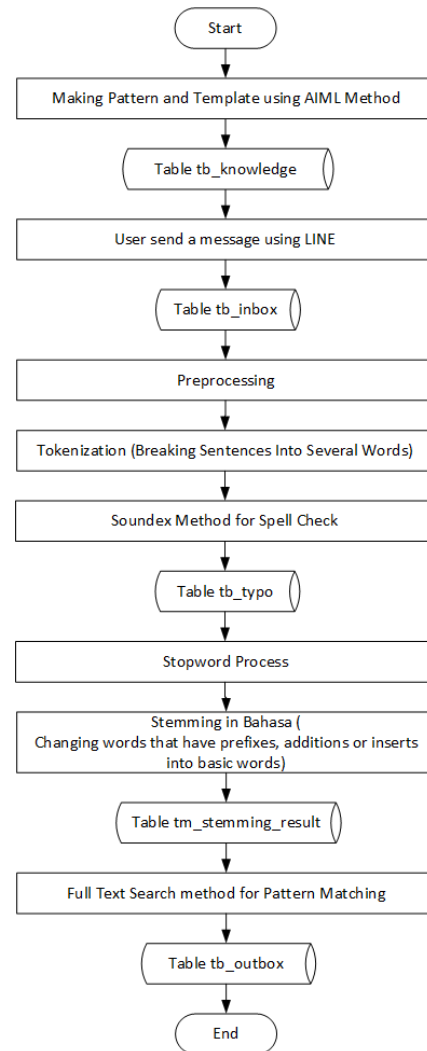 Start
Making Pattern and Template using AIML Method
Table tb_knowledge
User send a message using LINE
Table tb_inbox
Preprocessing
Tokenization (Breaking Sentences Into Several Words)
Soundex Method for Spell Check
Table tb_typo
Stopword Process
Stemming in Bahasa (
Changing words that have prefixes, additions or inserts
into basic words)
Table tm_stemming_result
Full Text Search method for Pattern Matching
Table tb_outbox
End